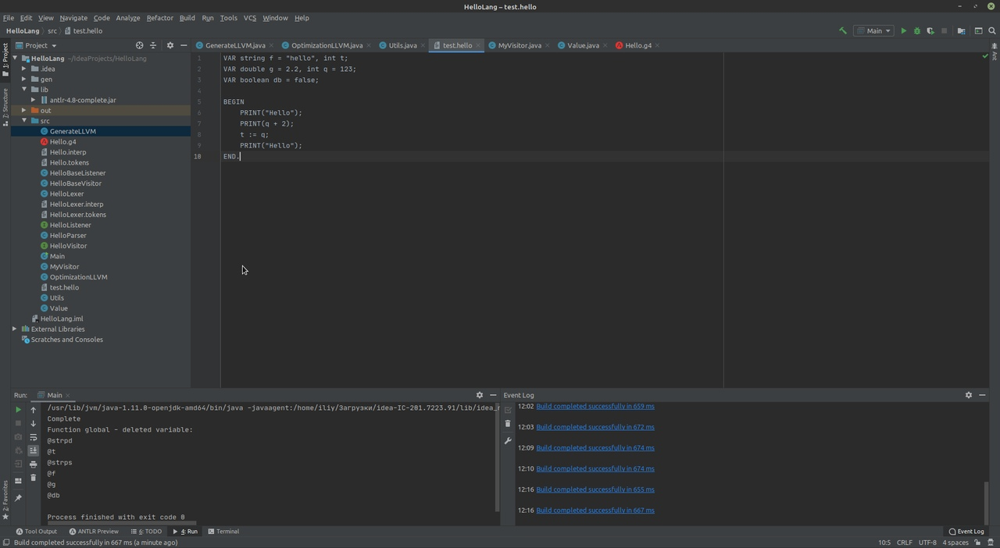 HelloLang – test.hello
File Edit View Navigate Code Analyze Refactor Build Run Tools VCS Window Help
HelloLang src test.hello
Main
Project
GenerateLLVM.java OptimizationLLVM.java Utils.java test.hello MyVisitor.java Value.java Hello.g4
1: Project
Z: Structure
2: Favorites
Ant
HelloLang ~/IdeaProjects/HelloLang
.idea
gen
lib
antlr-4.8-complete.jar
out
src
GenerateLLVM
Hello.g4
Hello.interp
Hello.tokens
HelloBaseListener
HelloBaseVisitor
HelloLexer
HelloLexer.interp
HelloLexer.tokens
HelloListener
HelloParser
HelloVisitor
Main
MyVisitor
OptimizationLLVM
test.hello
Utils
Value
HelloLang.iml
External Libraries
Scratches and Consoles
1 VAR string f = "hello", int t;
2 VAR double g = 2.2, int q = 123;
3 VAR boolean db = false;
4
5 BEGIN
6 PRINT("Hello");
7 PRINT(q + 2);
8 t := q;
9 PRINT("Hello");
10 END.
Run: Main
/usr/lib/jvm/java-1.11.0-openjdk-amd64/bin/java -javaagent:/home/iliy/Загрузки/idea-IC-201.7223.91/lib/idea_r
Complete
Function global - deleted variable:
@strpd
@t
@strps
@f
@g
@db
Process finished with exit code 0
Event Log
12:02 Build completed successfully in 659 ms
12:03 Build completed successfully in 672 ms
12:09 Build completed successfully in 674 ms
12:10 Build completed successfully in 674 ms
12:16 Build completed successfully in 655 ms
12:16 Build completed successfully in 667 ms
Tool Output ANTLR Preview 6: TODO 4: Run Terminal Event Log
Build completed successfully in 667 ms (a minute ago) 10:5 CRLF UTF-8 4 spaces